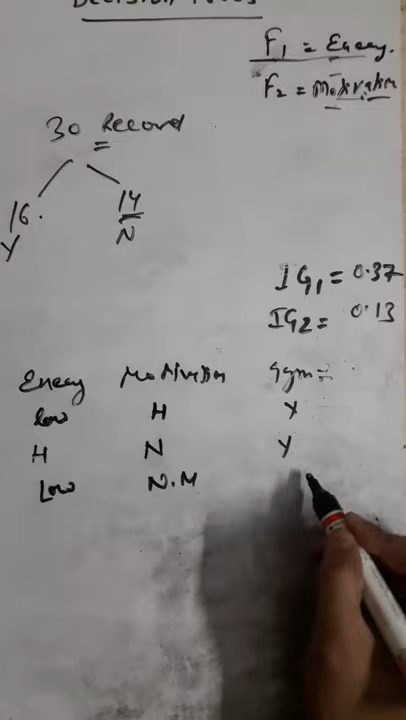 F₁ = Energy.
F₂ = Motivation
30 Record
16. 14
Y N
IG₁ = 0.37
IG₂ = 0.13
Energy Motivation Gym =
low H Y
H N Y
Low N.M